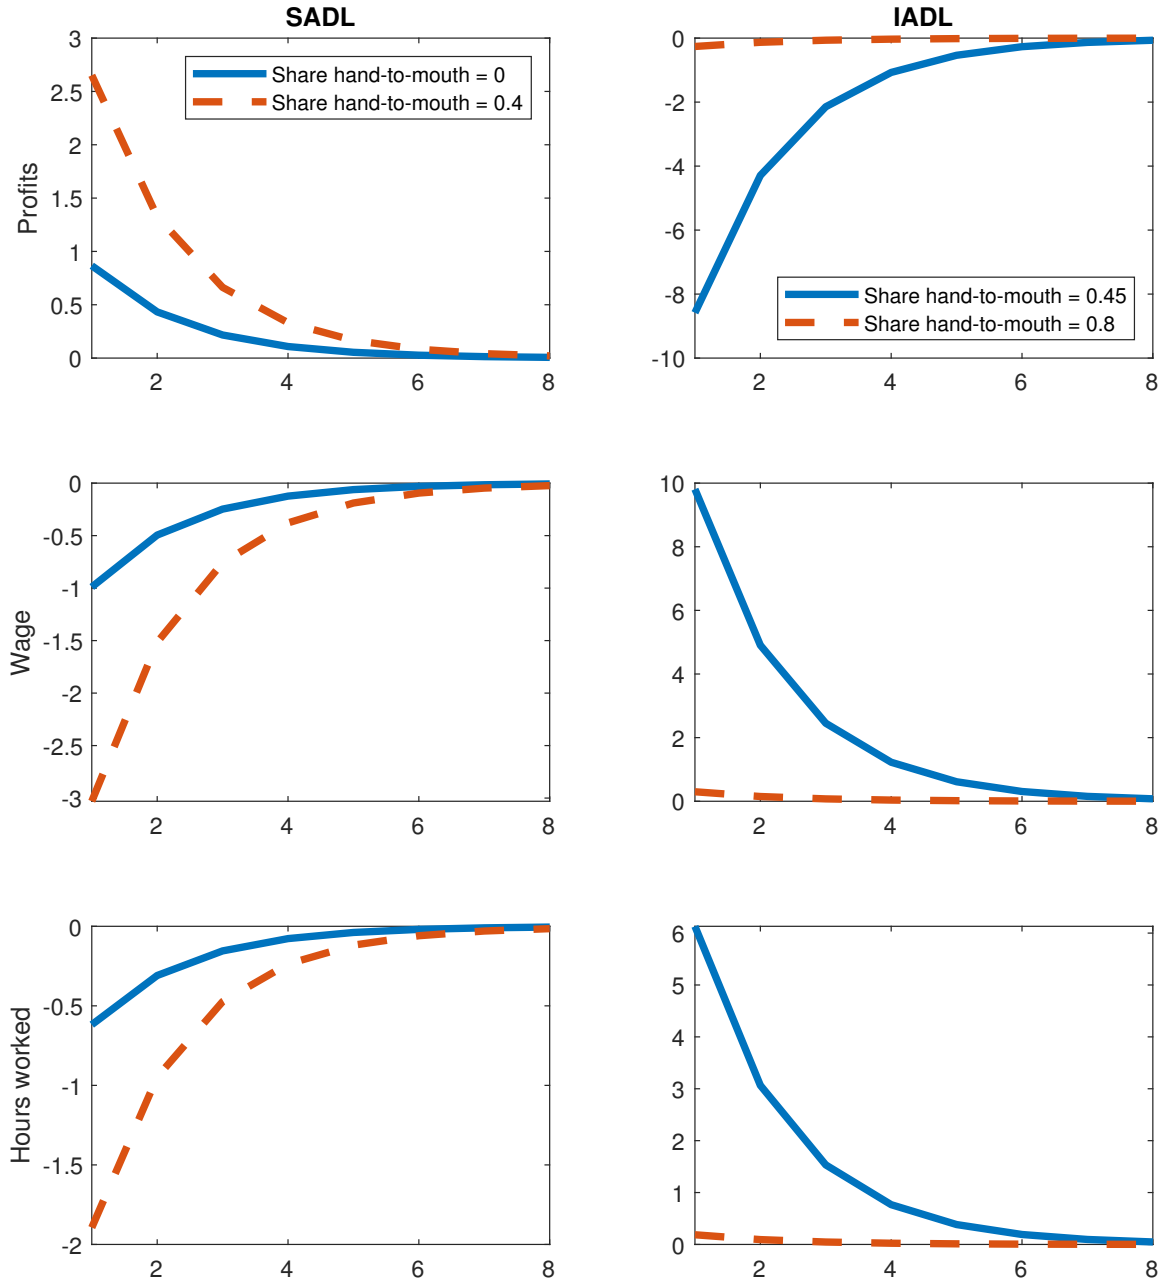 SADL
IADL
3
2.5
2
1.5
1
0.5
0
Profits
Share hand-to-mouth = 0
Share hand-to-mouth = 0.4
2 4 6 8
0
-2
-4
-6
-8
-10
Share hand-to-mouth = 0.45
Share hand-to-mouth = 0.8
2 4 6 8
0
-0.5
-1
-1.5
-2
-2.5
-3
Wage
2 4 6 8
10
8
6
4
2
0
2 4 6 8
0
-0.5
-1
-1.5
-2
Hours worked
2 4 6 8
6
5
4
3
2
1
0
2 4 6 8